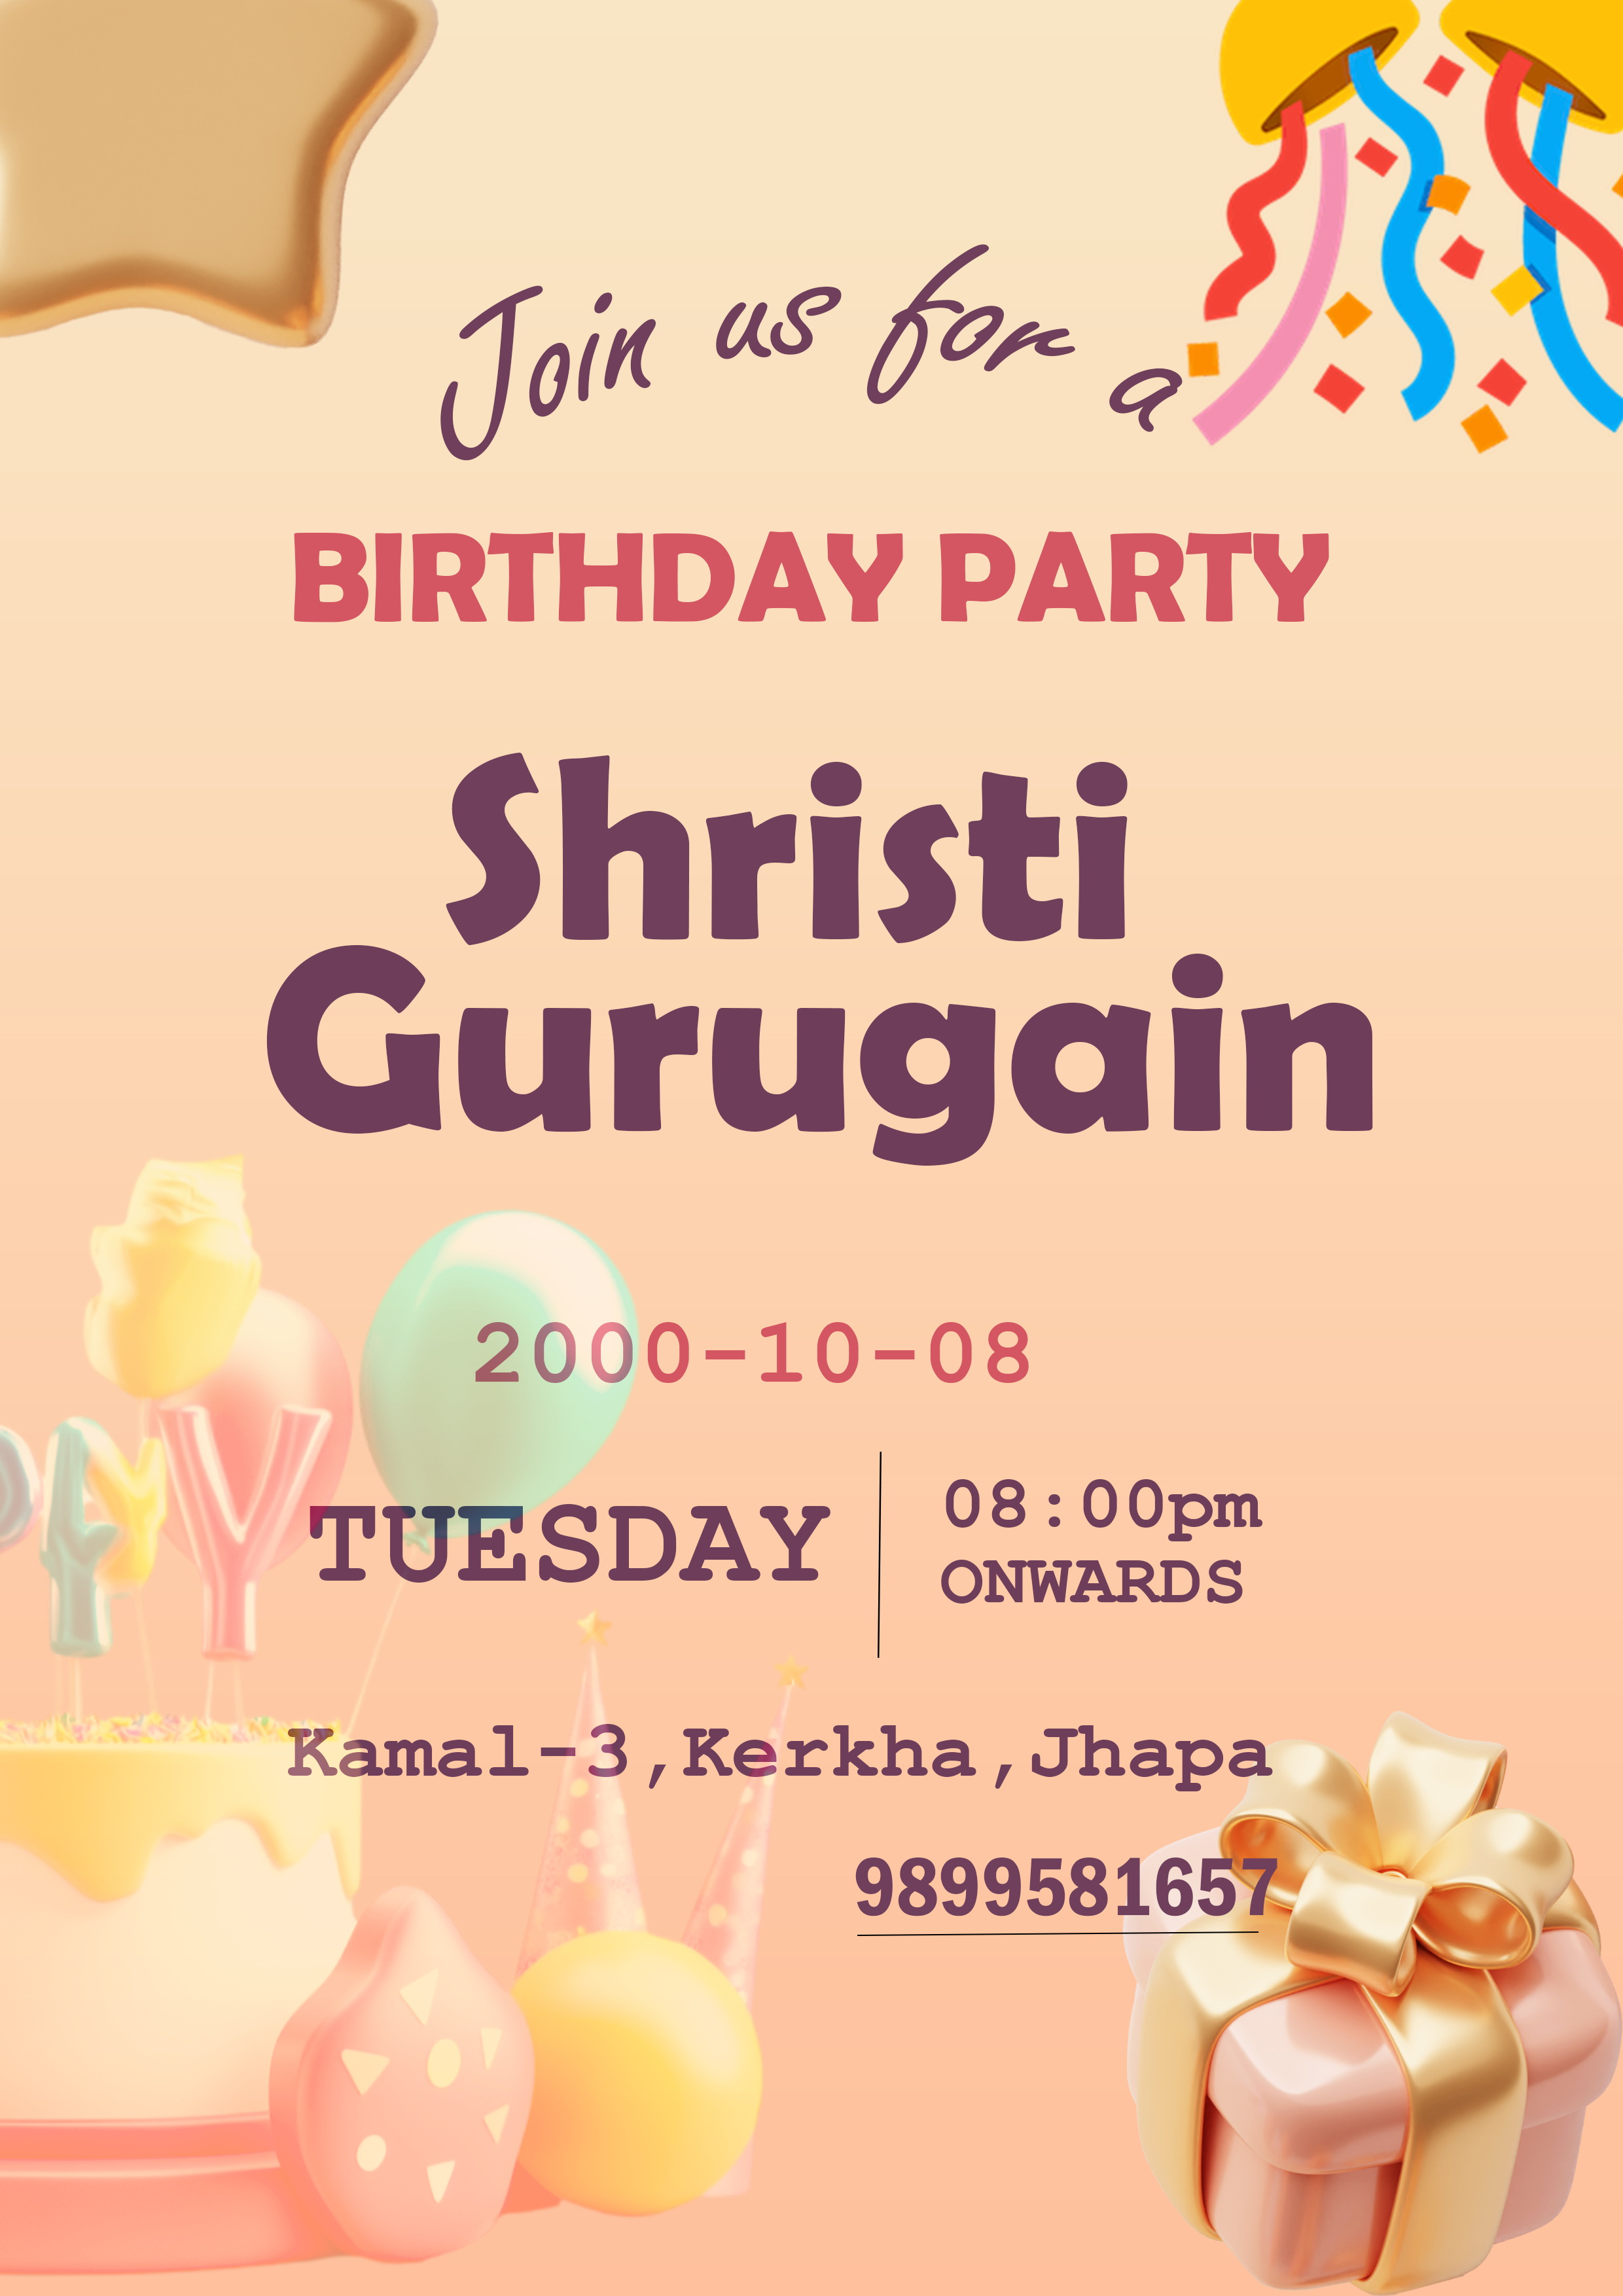 Join us for a
BIRTHDAY PARTY
Shristi
Gurugain
2000-10-08
TUESDAY
08:00pm
ONWARDS
Kamal-3,Kerkha,Jhapa
9899581657